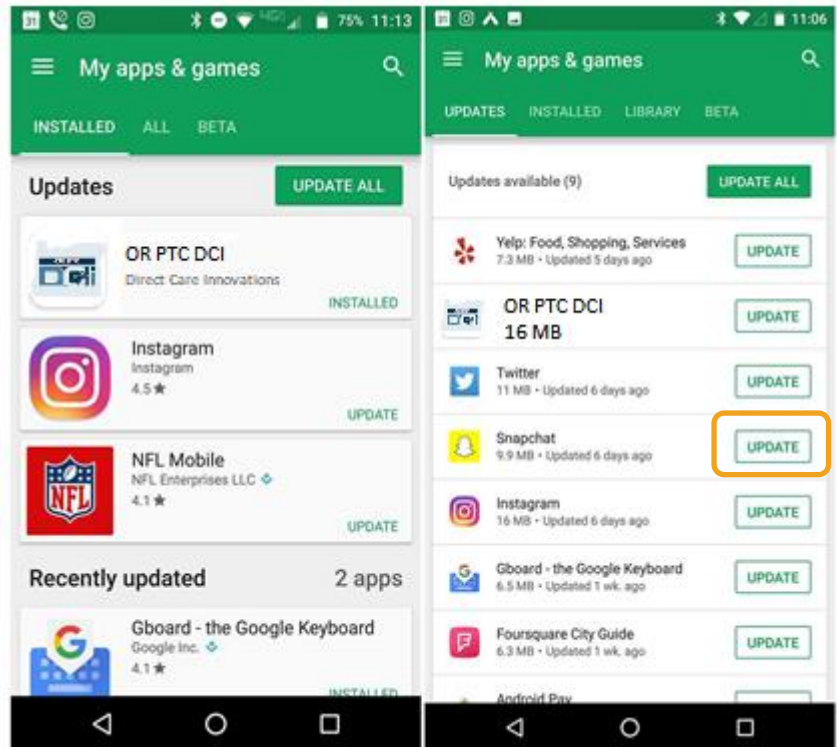 31 75% 11:13
My apps & games
INSTALLED ALL BETA
Updates UPDATE ALL
OR PTC DCI
Direct Care Innovations
INSTALLED
Instagram
Instagram
4.5★
UPDATE
NFL
NFL Mobile
NFL Enterprises LLC
4.1★
UPDATE
Recently updated 2 apps
G
Gboard - the Google Keyboard
Google Inc.
4.1★
INSTALLED
31 11:06
My apps & games
UPDATES INSTALLED LIBRARY BETA
Updates available (9) UPDATE ALL
Yelp: Food, Shopping, Services
7.3 MB • Updated 5 days ago
UPDATE
OR PTC DCI
16 MB
UPDATE
Twitter
11 MB • Updated 6 days ago
UPDATE
Snapchat
9.9 MB • Updated 6 days ago
UPDATE
Instagram
16 MB • Updated 6 days ago
UPDATE
G
Gboard - the Google Keyboard
6.5 MB • Updated 1 wk. ago
UPDATE
Foursquare City Guide
6.3 MB • Updated 1 wk. ago
UPDATE
Android Pay